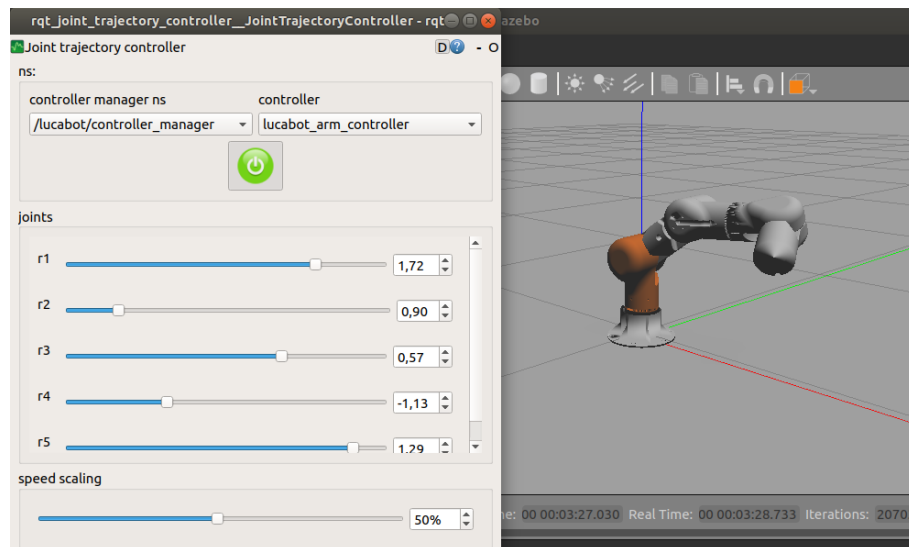 rqt_joint_trajectory_controller__JointTrajectoryController - rqt
azebo
Joint trajectory controller
D ? - O
ns:
controller manager ns controller
/lucabot/controller_manager lucabot_arm_controller
joints
r1 1,72
r2 0,90
r3 0,57
r4 -1,13
r5 1,29
speed scaling
50%
ne: 00 00:03:27.030 Real Time: 00 00:03:28.733 Iterations: 2070